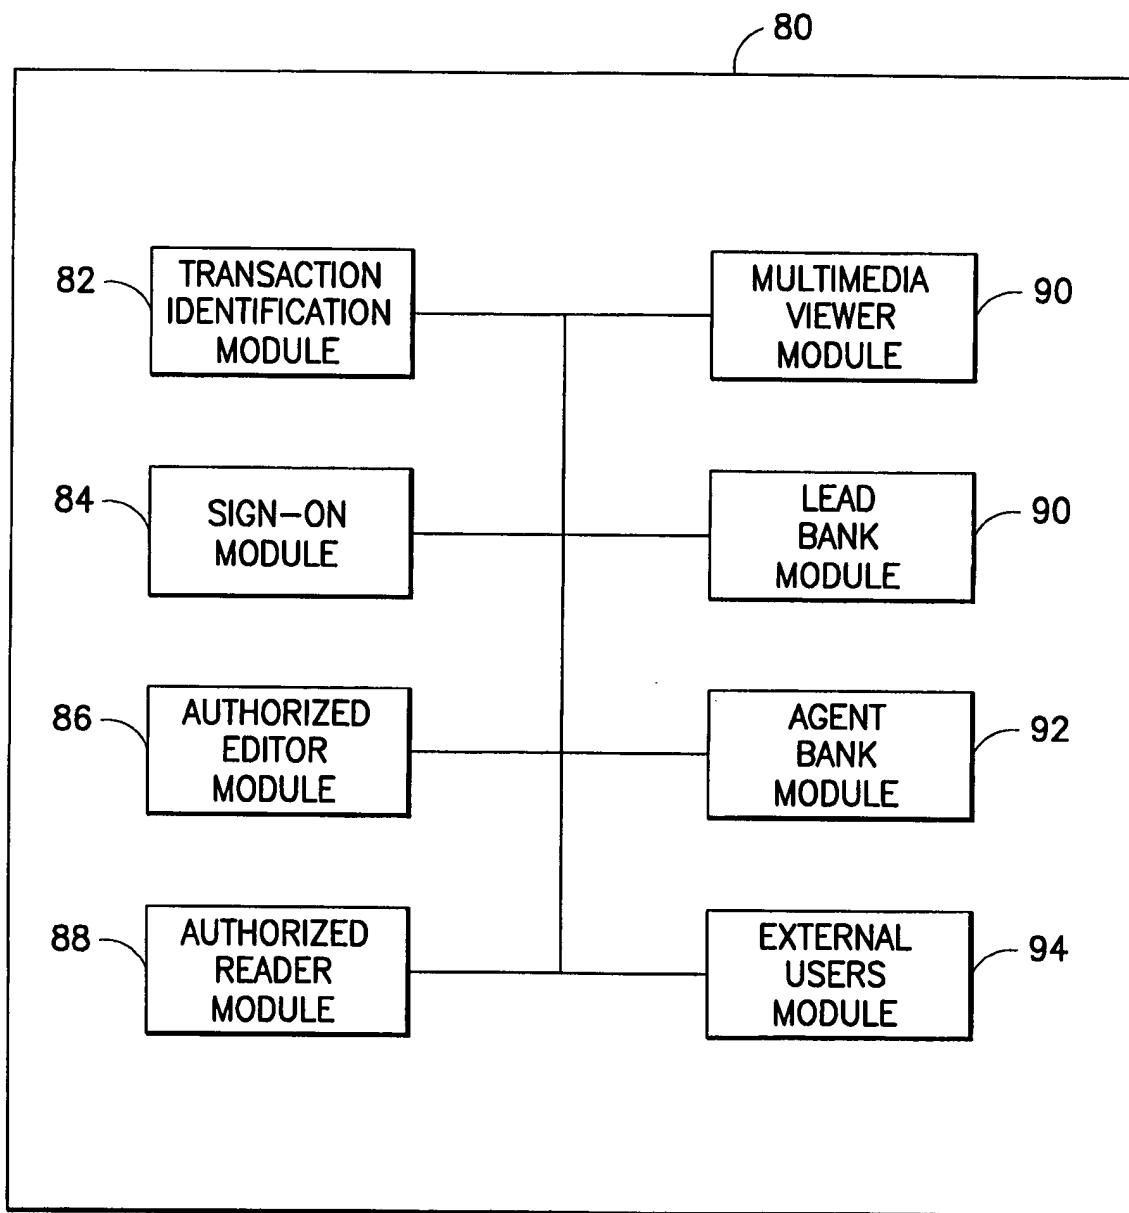 80
82
TRANSACTION
IDENTIFICATION
MODULE
MULTIMEDIA
VIEWER
MODULE
90
84
SIGN-ON
MODULE
LEAD
BANK
MODULE
90
86
AUTHORIZED
EDITOR
MODULE
AGENT
BANK
MODULE
92
88
AUTHORIZED
READER
MODULE
EXTERNAL
USERS
MODULE
94